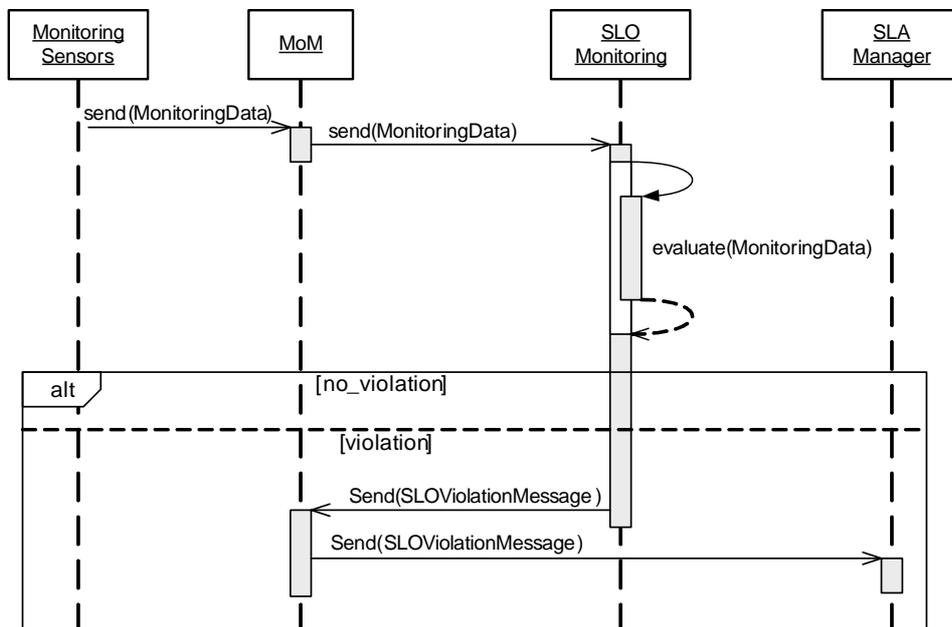 Monitoring
Sensors
MoM
SLO
Monitoring
SLA
Manager
send(MonitoringData)
send(MonitoringData)
evaluate(MonitoringData)
alt
[no_violation]
[violation]
Send(SLOViolationMessage )
Send(SLOViolationMessage )